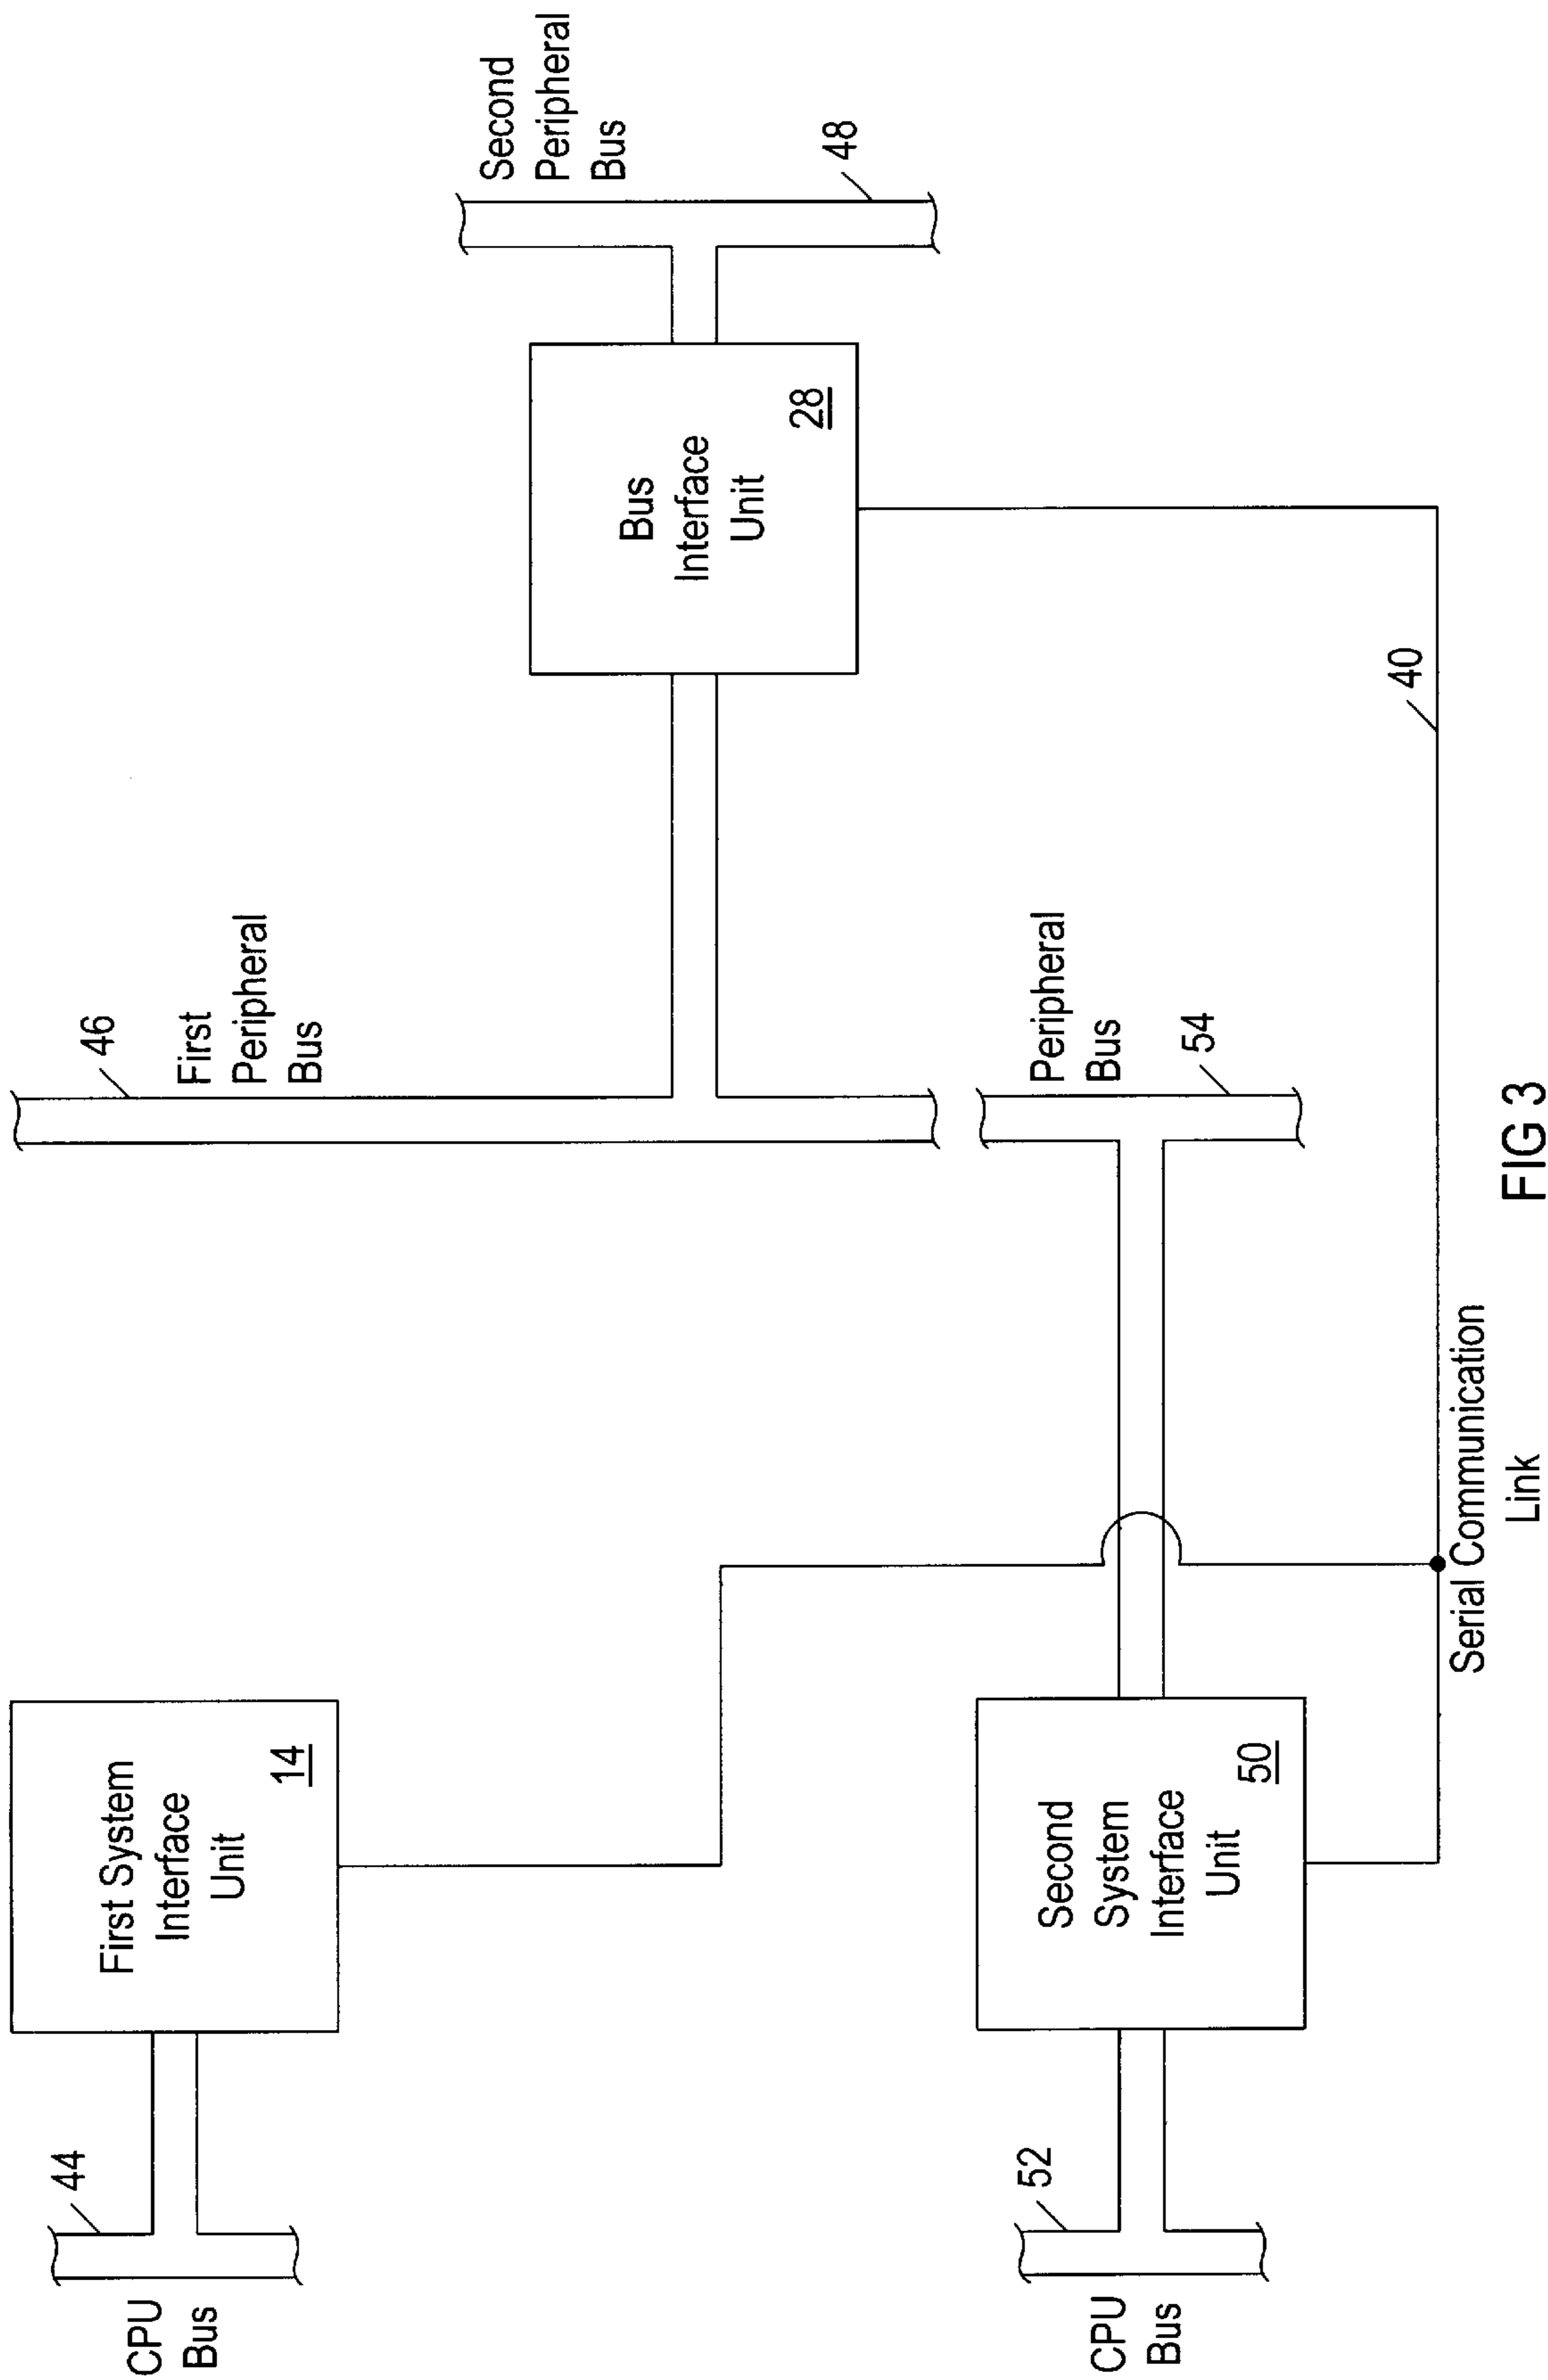 CPU
Bus
44
First System
Interface
Unit
14
46
First
Peripheral
Bus
Second
Peripheral
Bus
48
Bus
Interface
Unit
28
CPU
Bus
52
Second
System
Interface
Unit
50
Peripheral
Bus
54
40
Serial Communication
Link
FIG 3